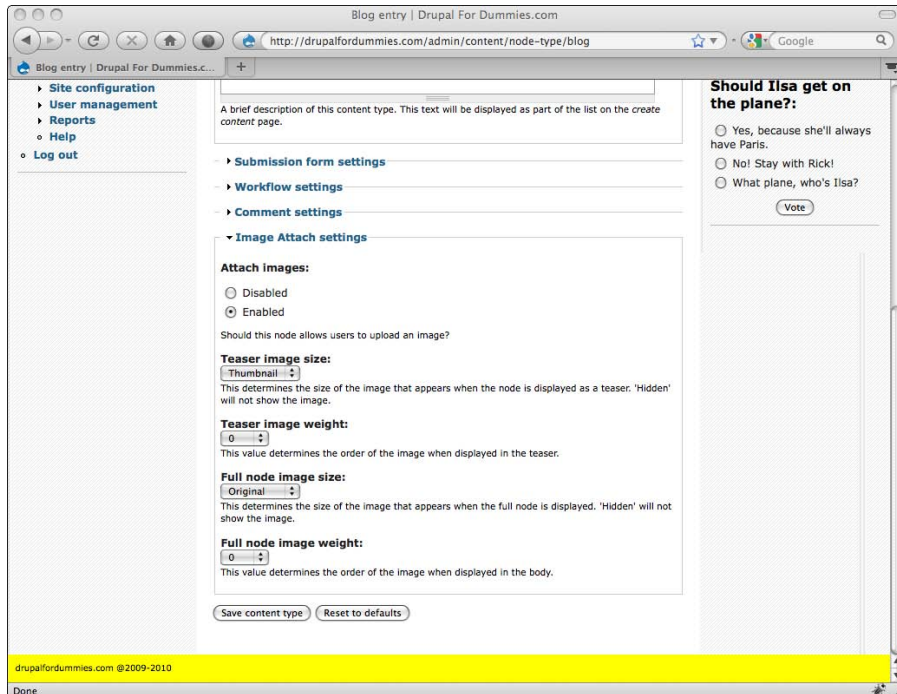 Blog entry | Drupal For Dummies.com
http://drupalfordummies.com/admin/content/node-type/blog
Google
Blog entry | Drupal For Dummies.c...
+
Site configuration
User management
Reports
Help
Log out
A brief description of this content type. This text will be displayed as part of the list on the create
content page.
Submission form settings
Workflow settings
Comment settings
Image Attach settings
Attach images:
Disabled
Enabled
Should this node allows users to upload an image?
Teaser image size:
Thumbnail
This determines the size of the image that appears when the node is displayed as a teaser. 'Hidden'
will not show the image.
Teaser image weight:
0
This value determines the order of the image when displayed in the teaser.
Full node image size:
Original
This determines the size of the image that appears when the full node is displayed. 'Hidden' will not
show the image.
Full node image weight:
0
This value determines the order of the image when displayed in the body.
Save content type Reset to defaults
Should Ilsa get on
the plane?:
Yes, because she'll always
have Paris.
No! Stay with Rick!
What plane, who's Ilsa?
Vote
drupalfordummies.com @2009-2010
Done